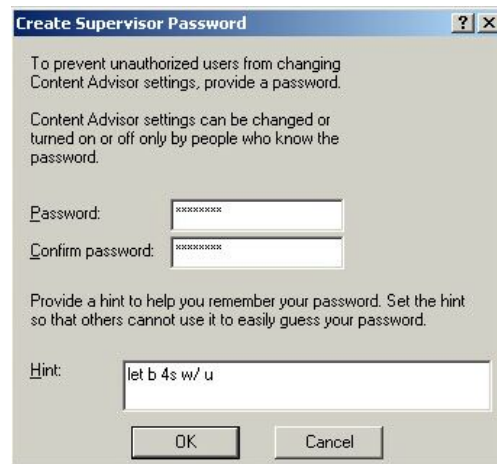 Create Supervisor Password
To prevent unauthorized users from changing
Content Advisor settings, provide a password.
Content Advisor settings can be changed or
turned on or off only by people who know the
password.
Password: ********
Confirm password: ********
Provide a hint to help you remember your password. Set the hint
so that others cannot use it to easily guess your password.
Hint: let b 4s w/ u
OK Cancel